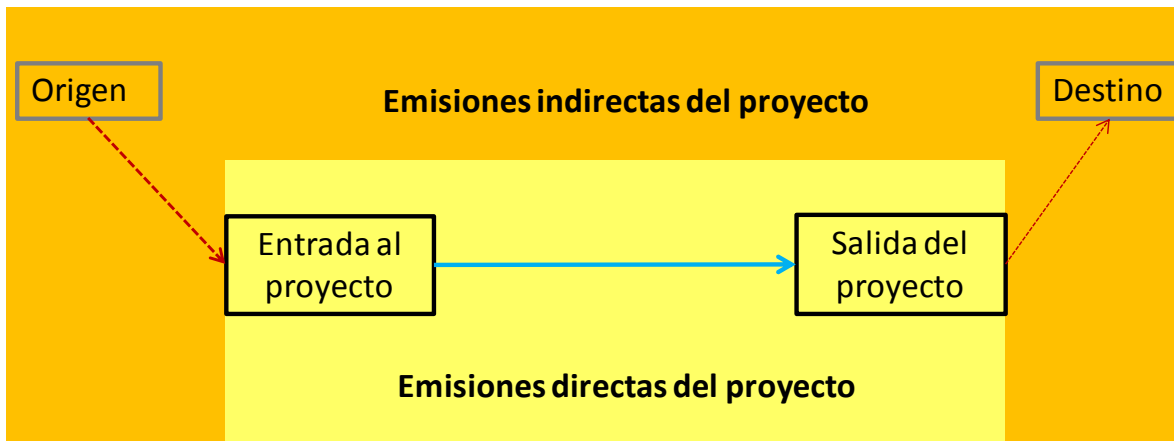 Origen
Emisiones indirectas del proyecto
Destino
Entrada al
proyecto
Salida del
proyecto
Emisiones directas del proyecto